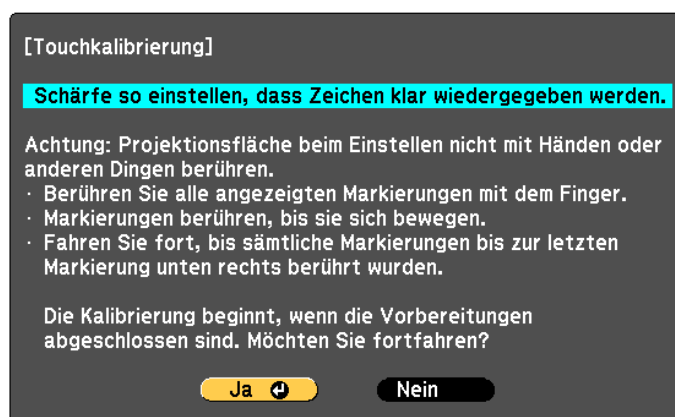 [Touchkalibrierung]
Schärfe so einstellen, dass Zeichen klar wiedergegeben werden.
Achtung: Projektionsfläche beim Einstellen nicht mit Händen oder
anderen Dingen berühren.
· Berühren Sie alle angezeigten Markierungen mit dem Finger.
· Markierungen berühren, bis sie sich bewegen.
· Fahren Sie fort, bis sämtliche Markierungen bis zur letzten
Markierung unten rechts berührt wurden.
Die Kalibrierung beginnt, wenn die Vorbereitungen
abgeschlossen sind. Möchten Sie fortfahren?
Ja Nein